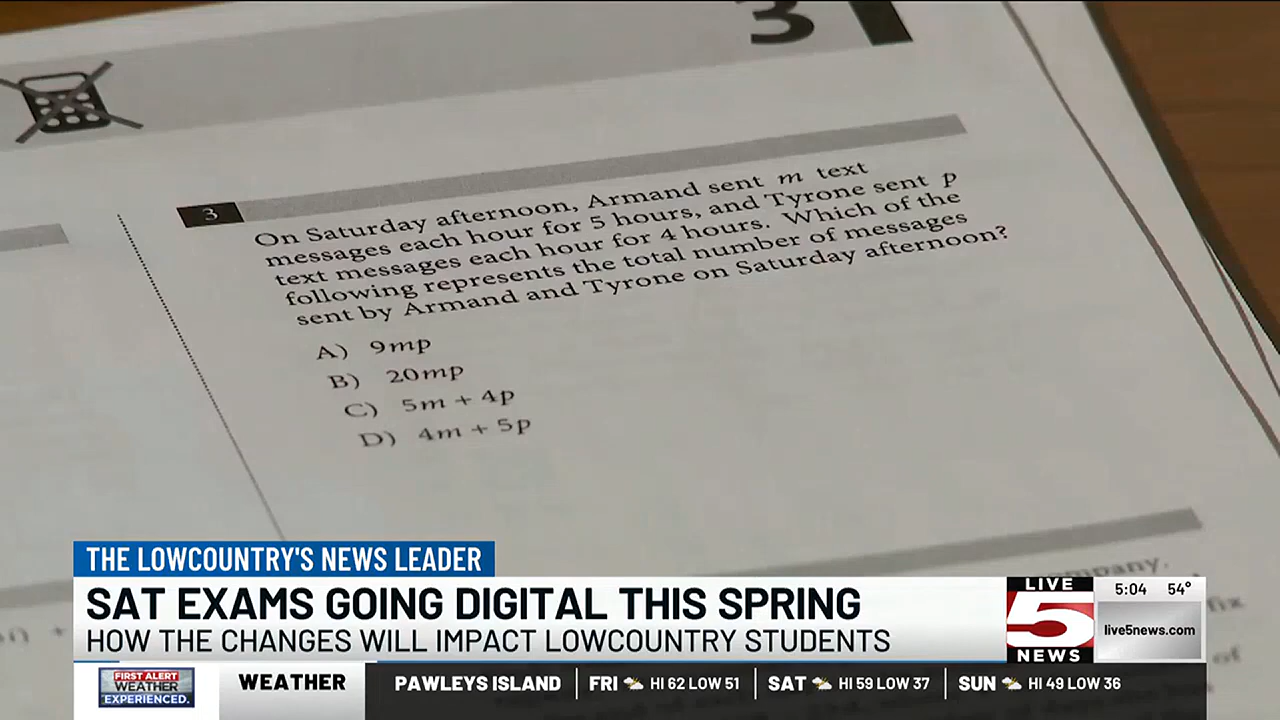 3
3
On Saturday afternoon, Armand sent m text
messages each hour for 5 hours, and Tyrone sent p
text messages each hour for 4 hours. Which of the
following represents the total number of messages
sent by Armand and Tyrone on Saturday afternoon?
A) 9mp
B) 20mp
C) 5m + 4p
D) 4m + 5p
THE LOWCOUNTRY'S NEWS LEADER
SAT EXAMS GOING DIGITAL THIS SPRING
HOW THE CHANGES WILL IMPACT LOWCOUNTRY STUDENTS
LIVE
5
NEWS
5:04 54°
live5news.com
FIRST ALERT
WEATHER
EXPERIENCED.
WEATHER
PAWLEYS ISLAND
FRI HI 62 LOW 51
SAT HI 59 LOW 37
SUN HI 49 LOW 36